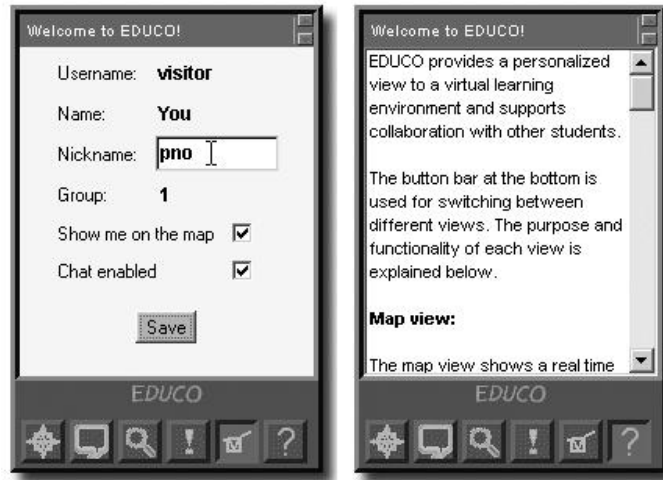 Welcome to EDUCO!
Username: visitor
Name: You
Nickname: pno
Group: 1
Show me on the map
Chat enabled
Save
EDUCO
!
?
Welcome to EDUCO!
EDUCO provides a personalized
view to a virtual learning
environment and supports
collaboration with other students.
The button bar at the bottom is
used for switching between
different views. The purpose and
functionality of each view is
explained below.
Map view:
The map view shows a real time
EDUCO
!
?